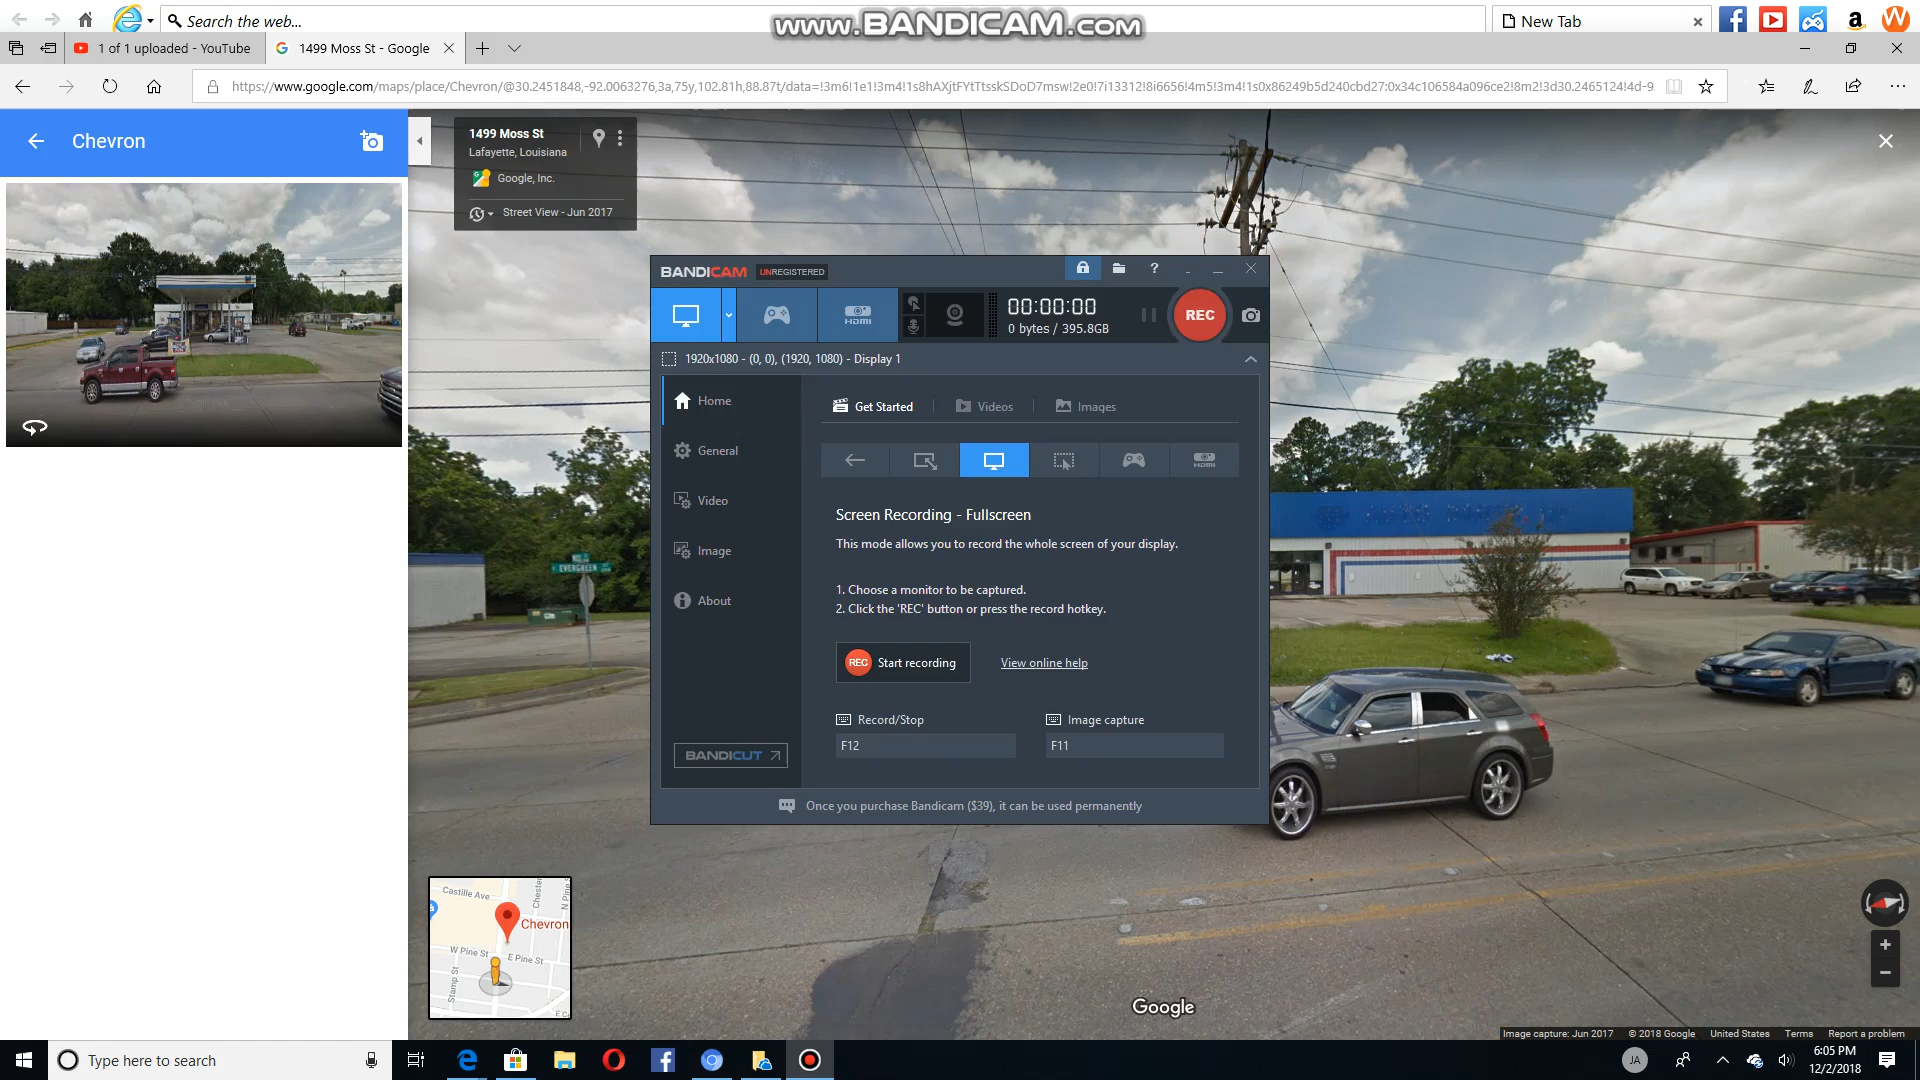 Search the web...
www.BANDICAM.com
New Tab
1 of 1 uploaded - YouTube
1499 Moss St - Google
https://www.google.com/maps/place/Chevron/@30.2451848,-92.0063276,3a,75y,102.81h,88.87t/data=!3m6!1e1!3m4!1s8hAXjtFYtTtsskSDoD7msw!2e0!7i13312!8i6656!4m5!3m4!1s0x86249b5d240cbd27:0x34c106584a096ce2!8m2!3d30.2465124!4d-9
Chevron
1499 Moss St
Lafayette, Louisiana
Google, Inc.
Street View - Jun 2017
BANDICAM UNREGISTERED
HDMI
00:00:00
0 bytes / 395.8GB
REC
1920x1080 - (0, 0), (1920, 1080) - Display 1
Home
General
Video
Image
About
BANDICUT
Get Started
Videos
Images
HDMI
Screen Recording - Fullscreen
This mode allows you to record the whole screen of your display.
1. Choose a monitor to be captured.
2. Click the 'REC' button or press the record hotkey.
REC Start recording
View online help
Record/Stop
Image capture
F12
F11
Once you purchase Bandicam ($39), it can be used permanently
EVERGREEN
Castille Ave
Chester
N Pine S
Chevron
W Pine St
E Pine St
Stamp St
Google
Image capture: Jun 2017
© 2018 Google
United States
Terms
Report a problem
Type here to search
JA
6:05 PM
12/2/2018